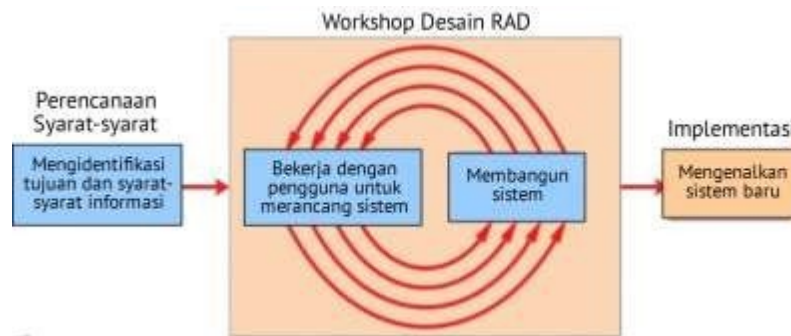 Workshop Desain RAD
Perencanaan
Syarat-syarat
Mengidentifikasi
tujuan dan syarat-
syarat informasi
Bekerja dengan
pengguna untuk
merancang sistem
Membangun
sistem
Implementas
Mengenalkan
sistem baru